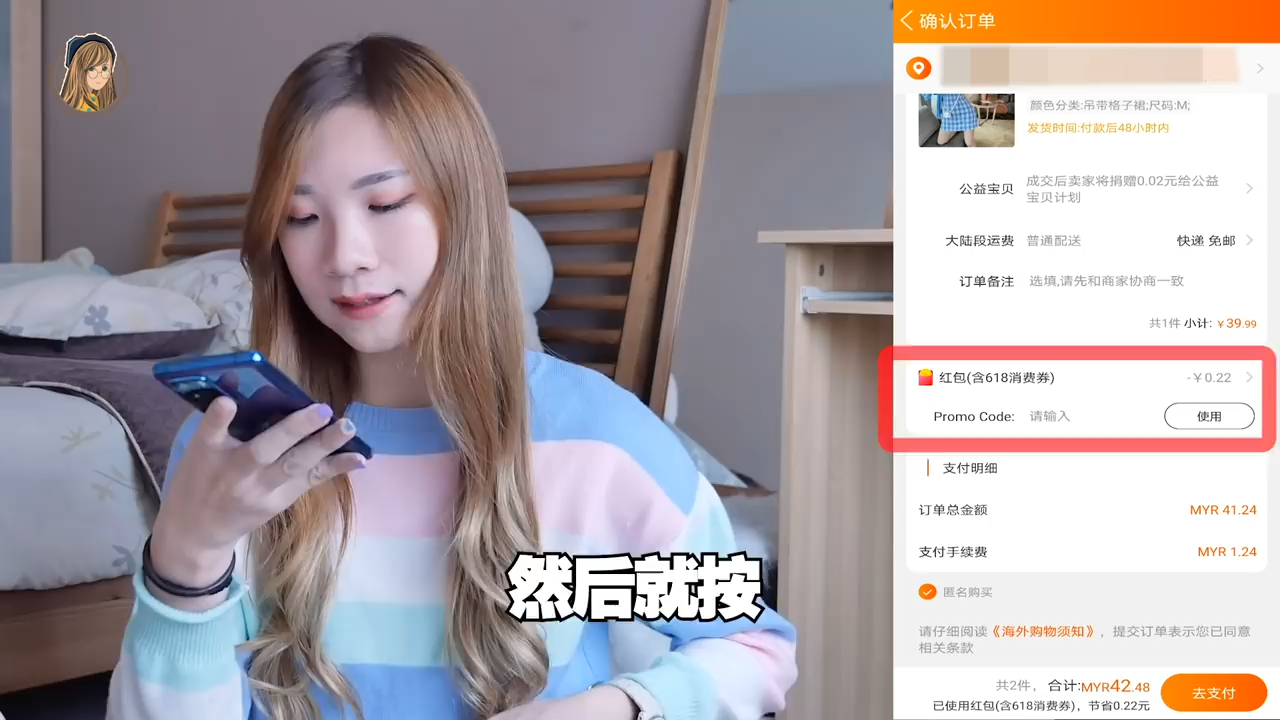 确认订单
颜色分类:吊带格子裙;尺码:M;
发货时间:付款后48小时内
公益宝贝 成交后卖家将捐赠0.02元给公益
宝贝计划
大陆段运费 普通配送 快递 免邮
订单备注 选填,请先和商家协商一致
共1件 小计: ￥39.99
红包(含618消费券) -￥0.22
Promo Code: 请输入 使用
支付明细
订单总金额 MYR 41.24
支付手续费 MYR 1.24
匿名购买
请仔细阅读《海外购物须知》，提交订单表示您已同意
相关条款
共2件， 合计:MYR42.48
已使用红包(含618消费券)，节省0.22元
去支付
然后就按